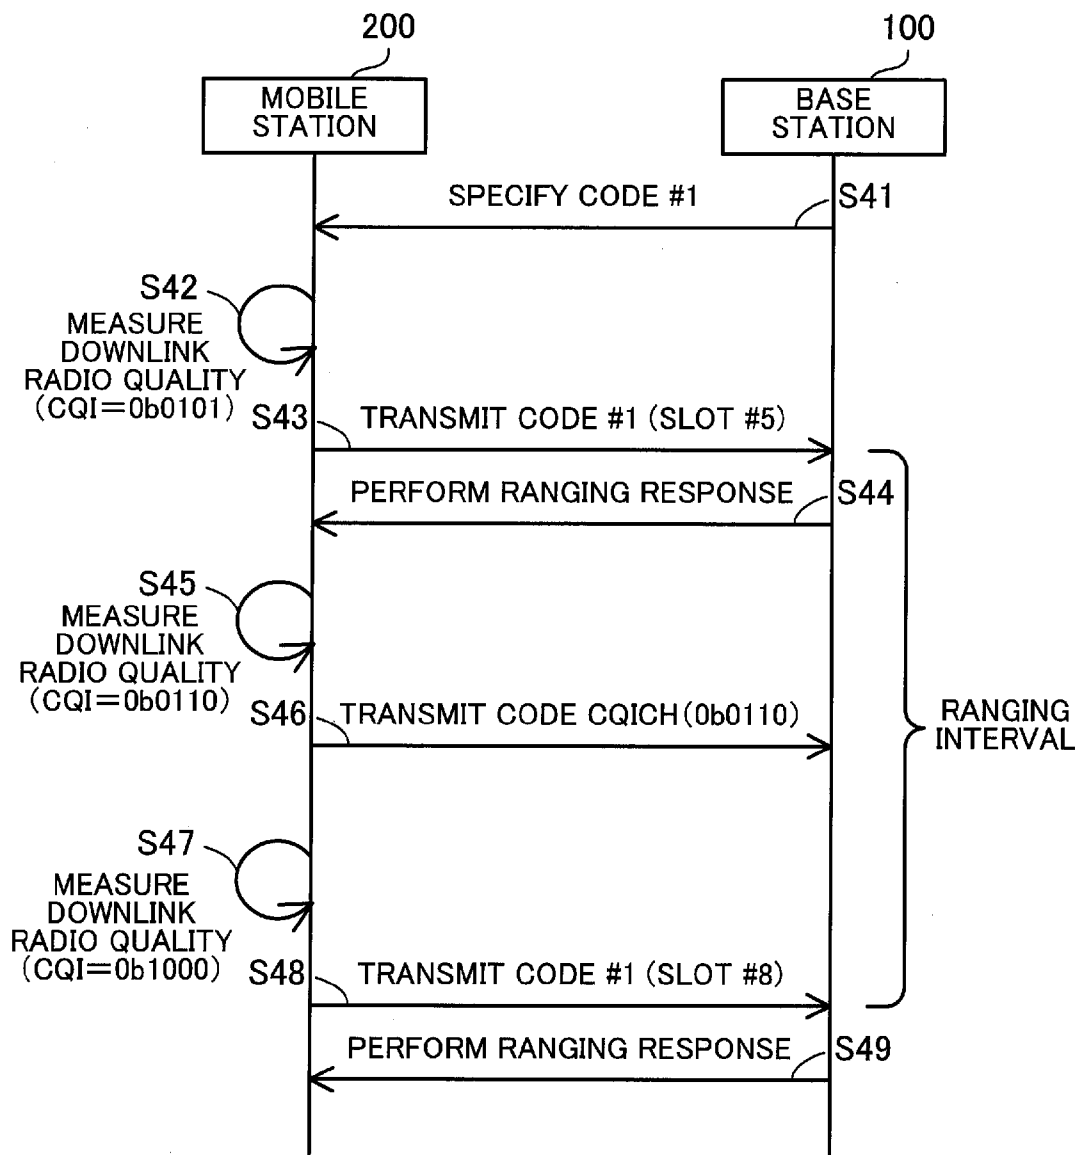 200
100
MOBILE
STATION
BASE
STATION
SPECIFY CODE #1
S41
S42
MEASURE
DOWNLINK
RADIO QUALITY
(CQI=0b0101)
S43
TRANSMIT CODE #1 (SLOT #5)
PERFORM RANGING RESPONSE
S44
S45
MEASURE
DOWNLINK
RADIO QUALITY
(CQI=0b0110)
S46
TRANSMIT CODE CQICH(0b0110)
RANGING
INTERVAL
S47
MEASURE
DOWNLINK
RADIO QUALITY
(CQI=0b1000)
S48
TRANSMIT CODE #1 (SLOT #8)
PERFORM RANGING RESPONSE
S49